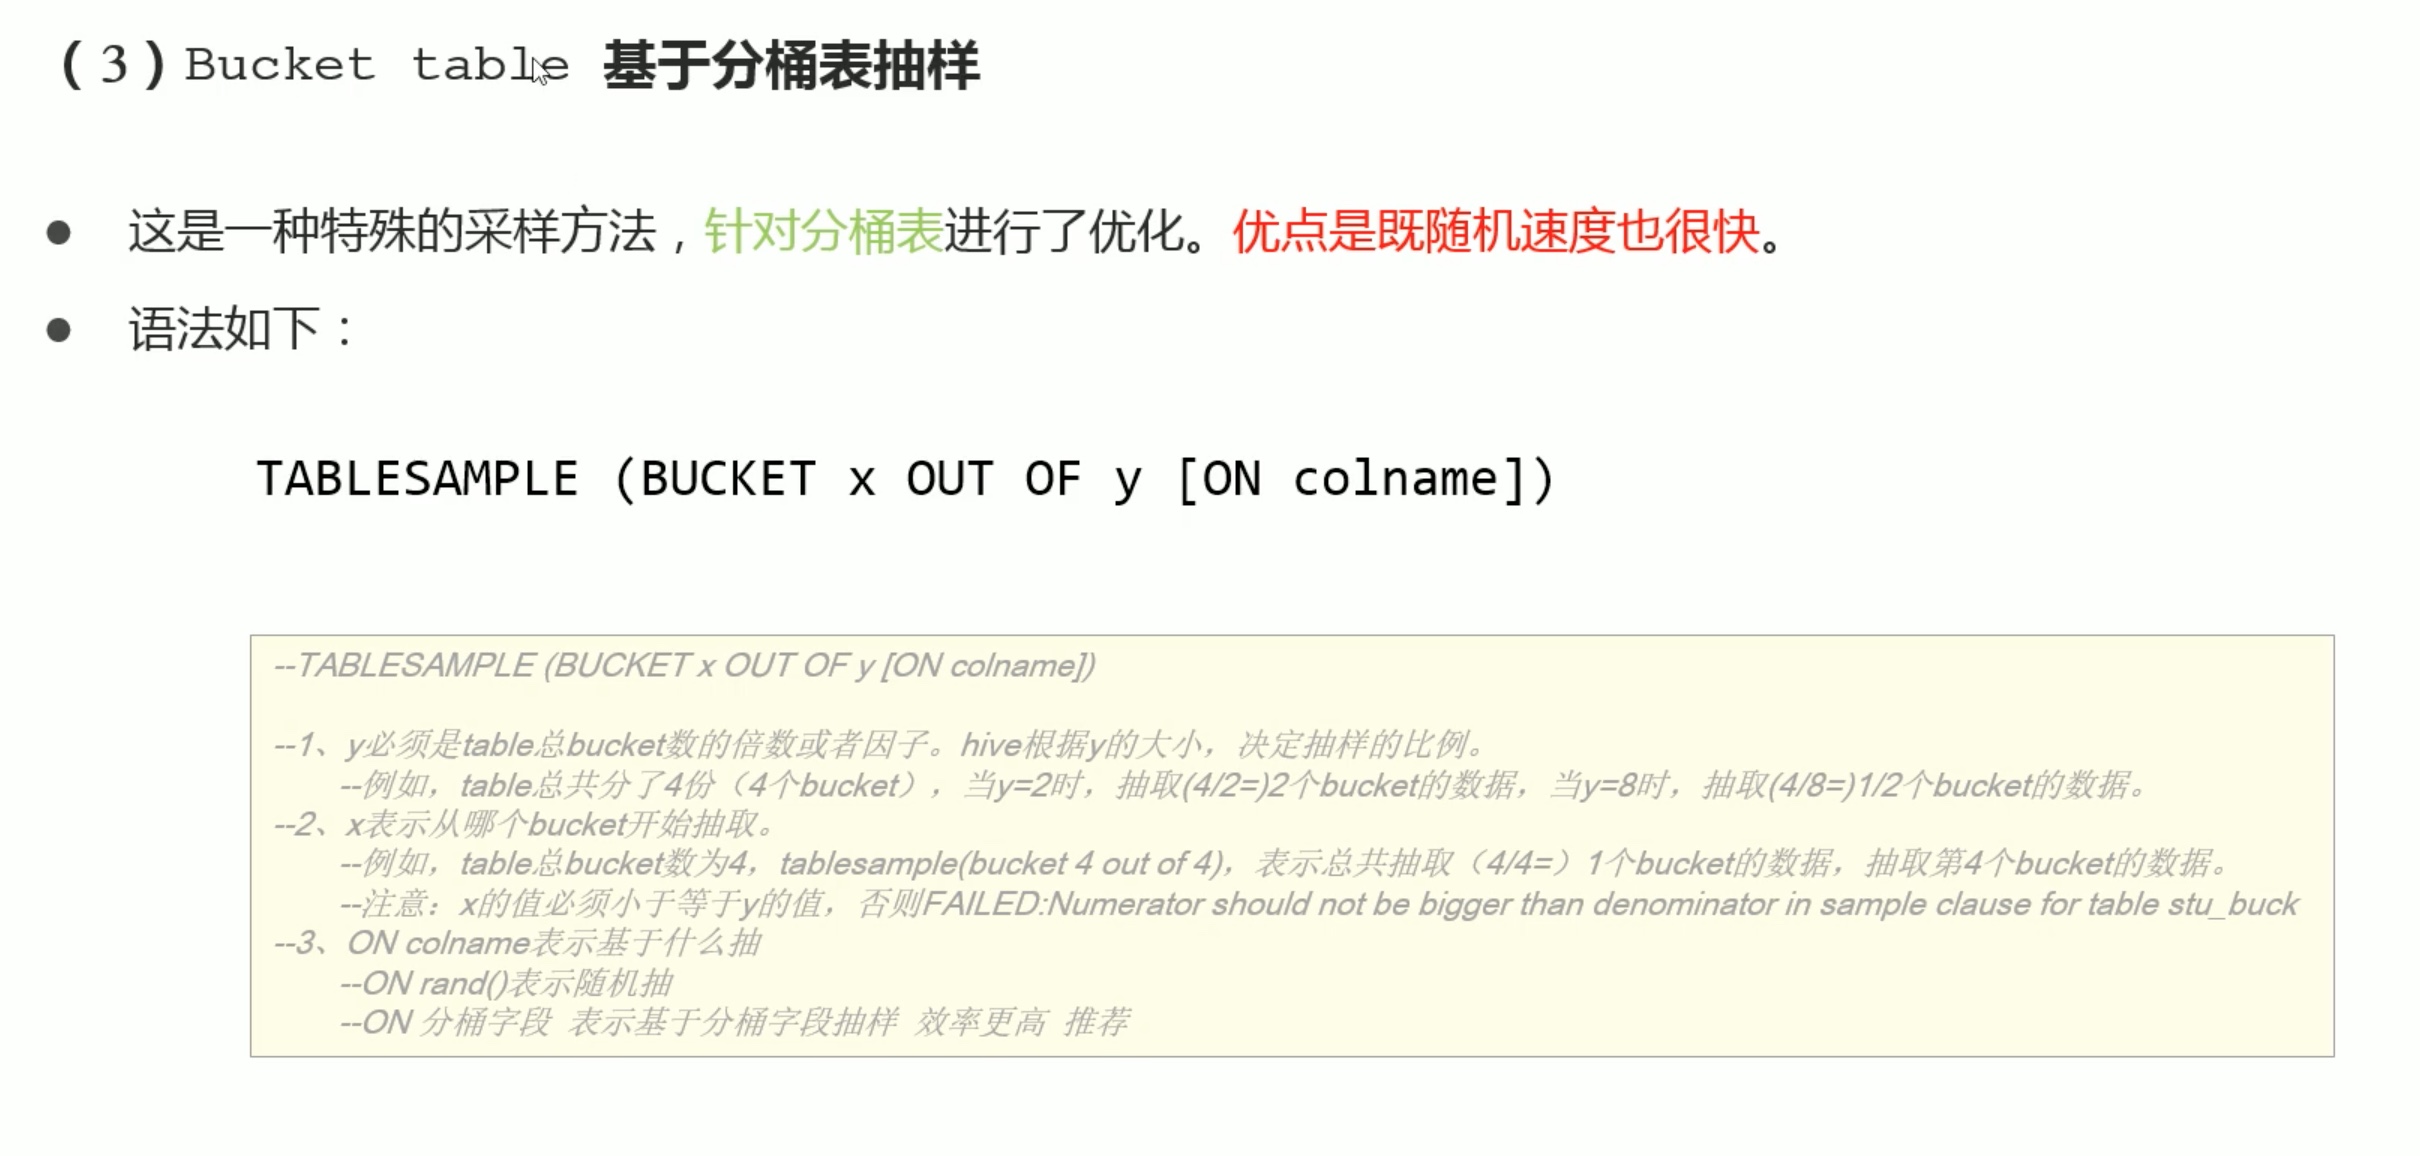 （3）Bucket table 基于分桶表抽样
● 这是一种特殊的采样方法，针对分桶表进行了优化。优点是既随机速度也很快。
● 语法如下：
TABLESAMPLE (BUCKET x OUT OF y [ON colname])
--TABLESAMPLE (BUCKET x OUT OF y [ON colname])
--1、y必须是table总bucket数的倍数或者因子。hive根据y的大小，决定抽样的比例。
--例如，table总共分了4份（4个bucket），当y=2时，抽取(4/2=)2个bucket的数据，当y=8时，抽取(4/8=)1/2个bucket的数据。
--2、x表示从哪个bucket开始抽取。
--例如，table总bucket数为4，tablesample(bucket 4 out of 4)，表示总共抽取（4/4=）1个bucket的数据，抽取第4个bucket的数据。
--注意：x的值必须小于等于y的值，否则FAILED:Numerator should not be bigger than denominator in sample clause for table stu_buck
--3、ON colname表示基于什么抽
--ON rand()表示随机抽
--ON 分桶字段 表示基于分桶字段抽样 效率更高 推荐